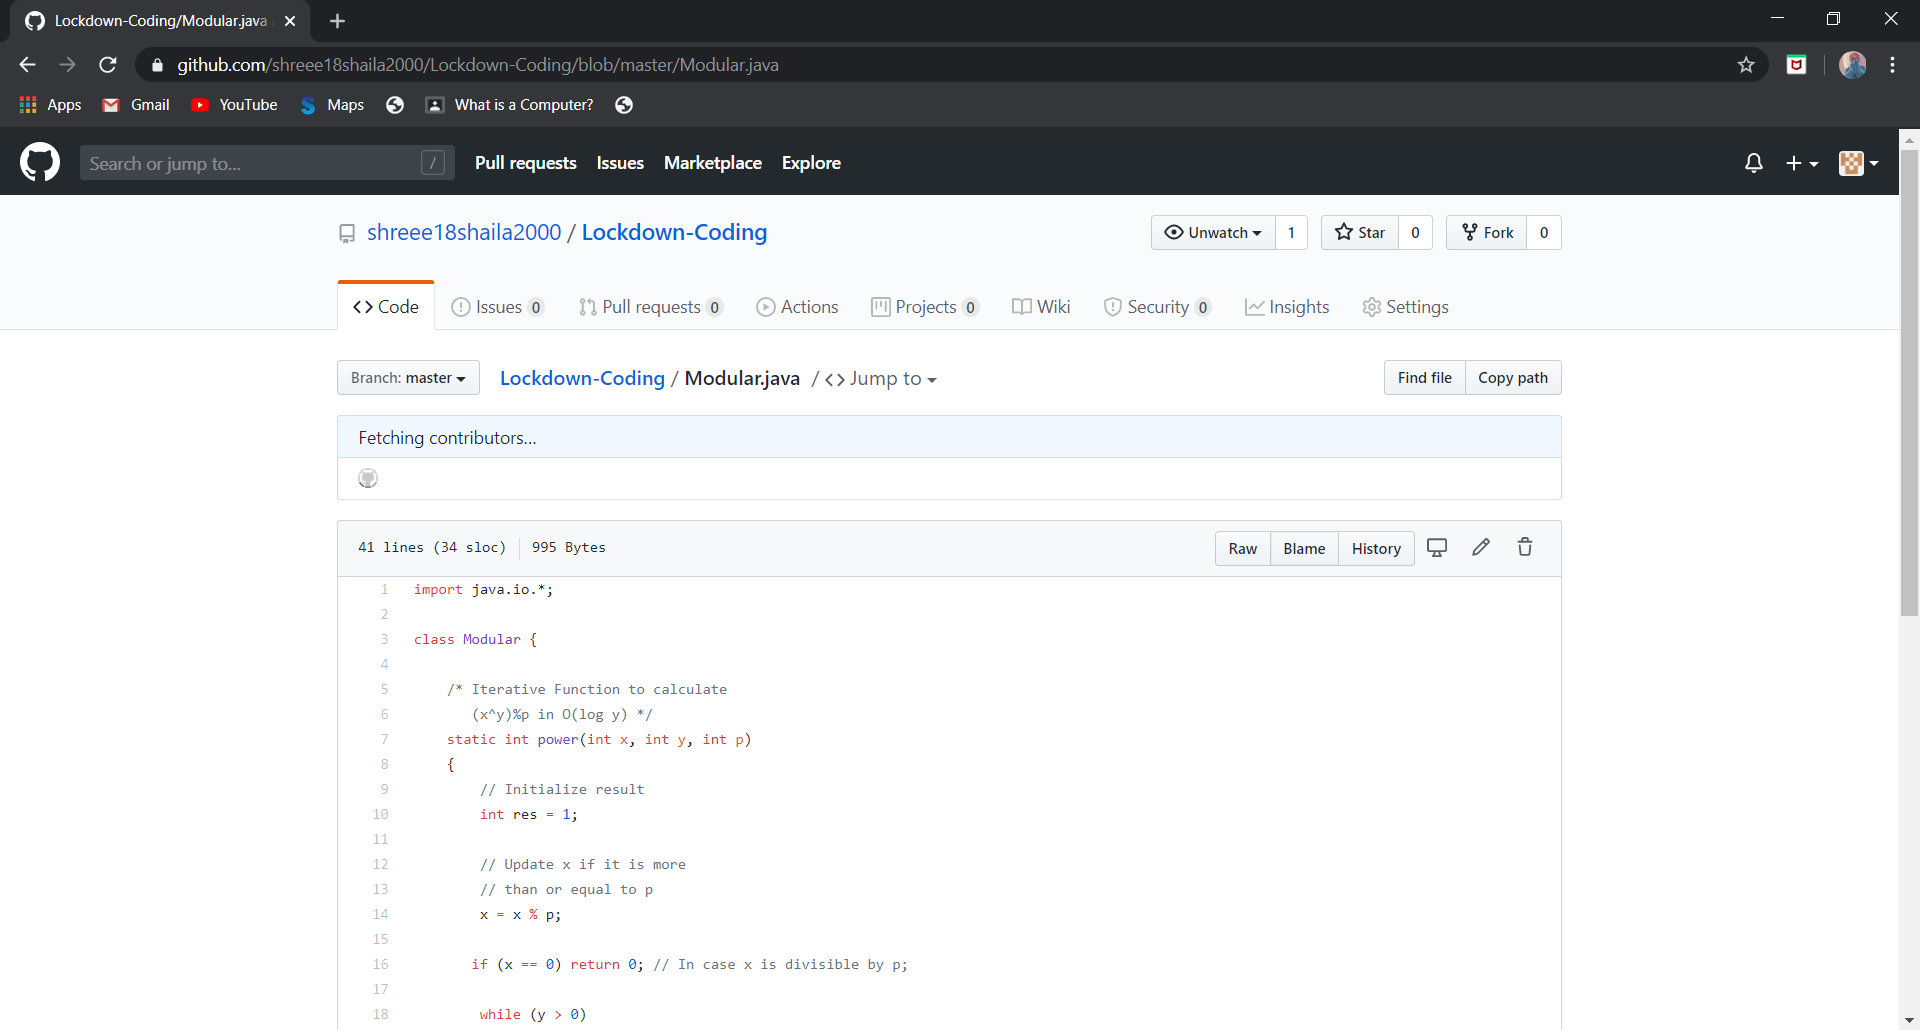 Lockdown-Coding/Modular.java
github.com/shreee18shaila2000/Lockdown-Coding/blob/master/Modular.java
Apps Gmail YouTube Maps What is a Computer?
Search or jump to... / Pull requests Issues Marketplace Explore
shreee18shaila2000 / Lockdown-Coding Unwatch 1 Star 0 Fork 0
Code Issues 0 Pull requests 0 Actions Projects 0 Wiki Security 0 Insights Settings
Branch: master Lockdown-Coding / Modular.java / <> Jump to Find file Copy path
Fetching contributors…
41 lines (34 sloc) 995 Bytes Raw Blame History
1 import java.io.*;
2
3 class Modular {
4
5 /* Iterative Function to calculate
6 (x^y)%p in O(log y) */
7 static int power(int x, int y, int p)
8 {
9 // Initialize result
10 int res = 1;
11
12 // Update x if it is more
13 // than or equal to p
14 x = x % p;
15
16 if (x == 0) return 0; // In case x is divisible by p;
17
18 while (y > 0)